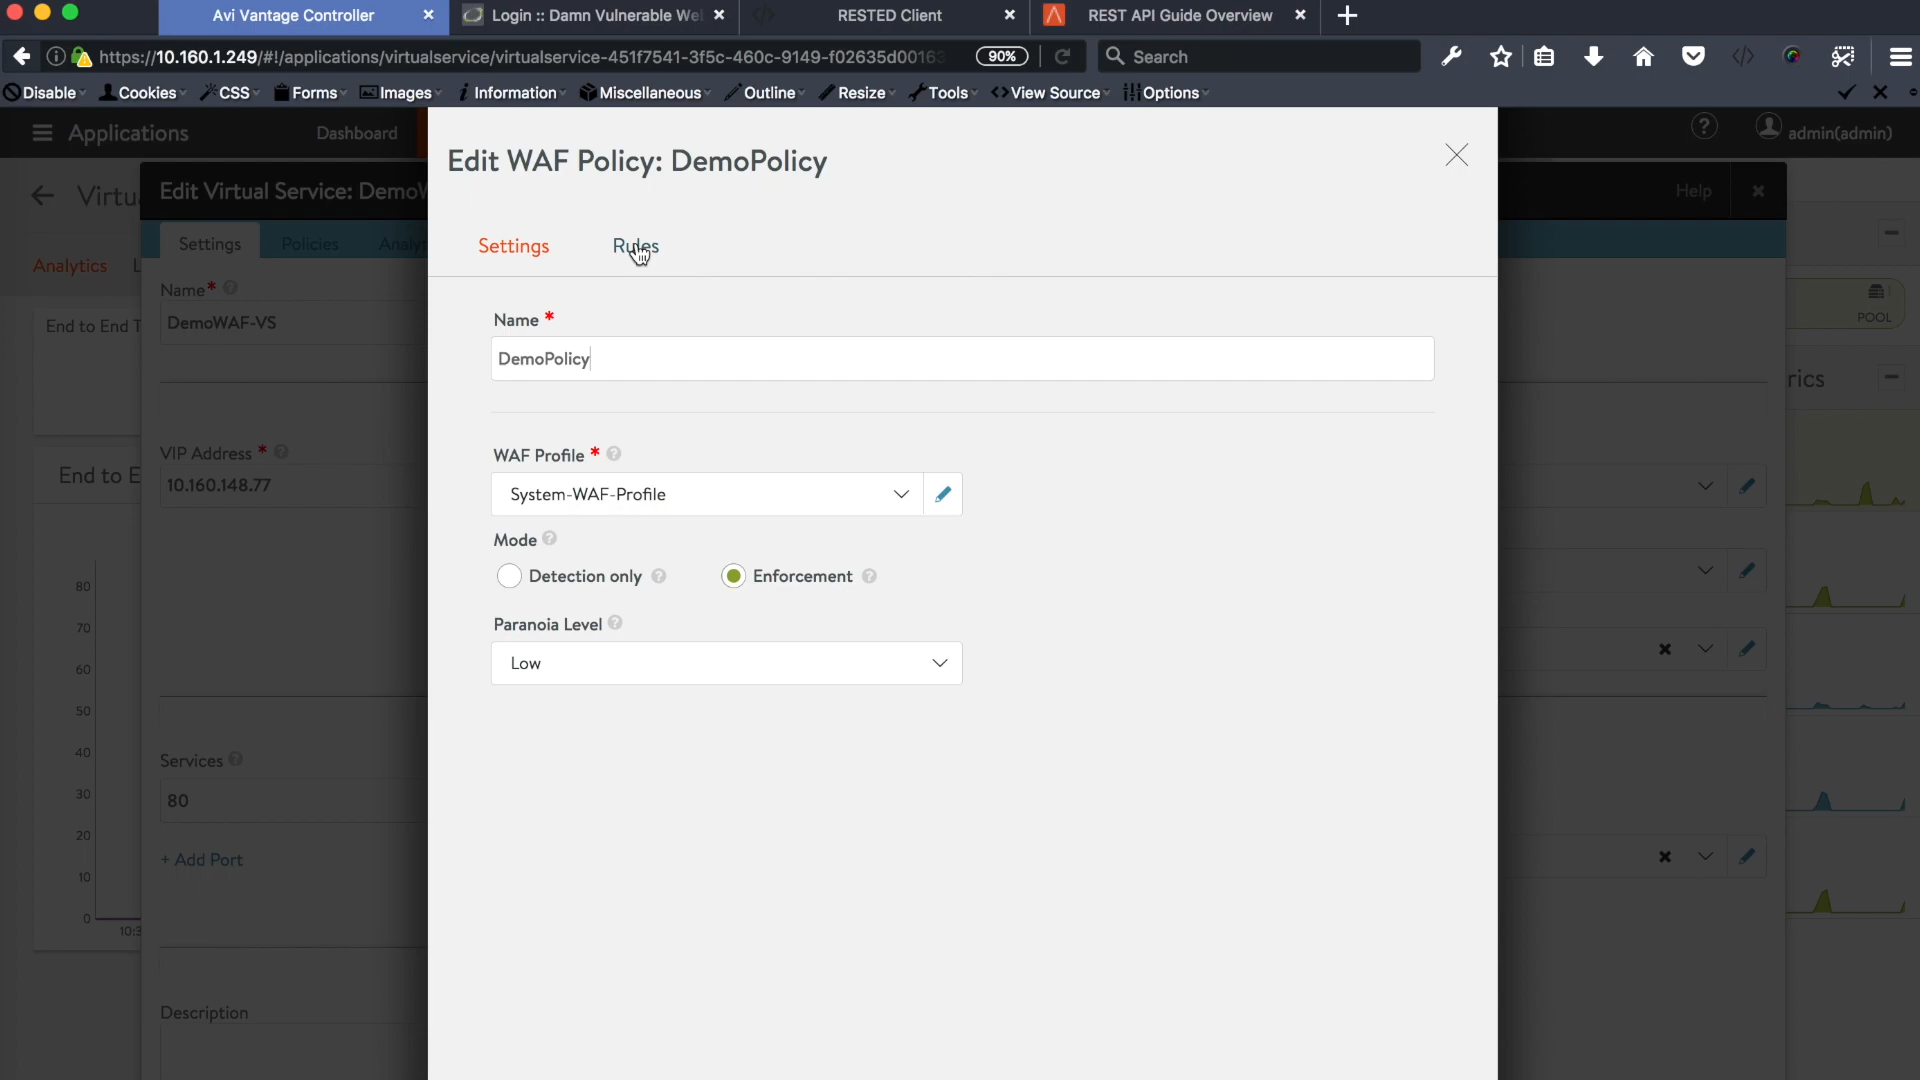 Avi Vantage Controller
Login :: Damn Vulnerable We
RESTED Client
REST API Guide Overview
https://10.160.1.249/#!/applications/virtualservice/virtualservice-451f7541-3f5c-460c-9149-f02635d00163
90%
Search
Disable
Cookies
CSS
Forms
Images
Information
Miscellaneous
Outline
Resize
Tools
View Source
Options
Applications
Dashboard
admin(admin)
Virtu
Edit Virtual Service: DemoW
Help
Settings
Policies
Analyt
Analytics
L
Edit WAF Policy: DemoPolicy
Settings
Rules
Name *
DemoPolicy
WAF Profile *
System-WAF-Profile
Mode
Detection only
Enforcement
Paranoia Level
Low
Name*
DemoWAF-VS
End to End T
VIP Address *
10.160.148.77
End to E
80
70
60
50
40
30
20
10
0
10:3
Services
80
+ Add Port
Description
POOL
rics